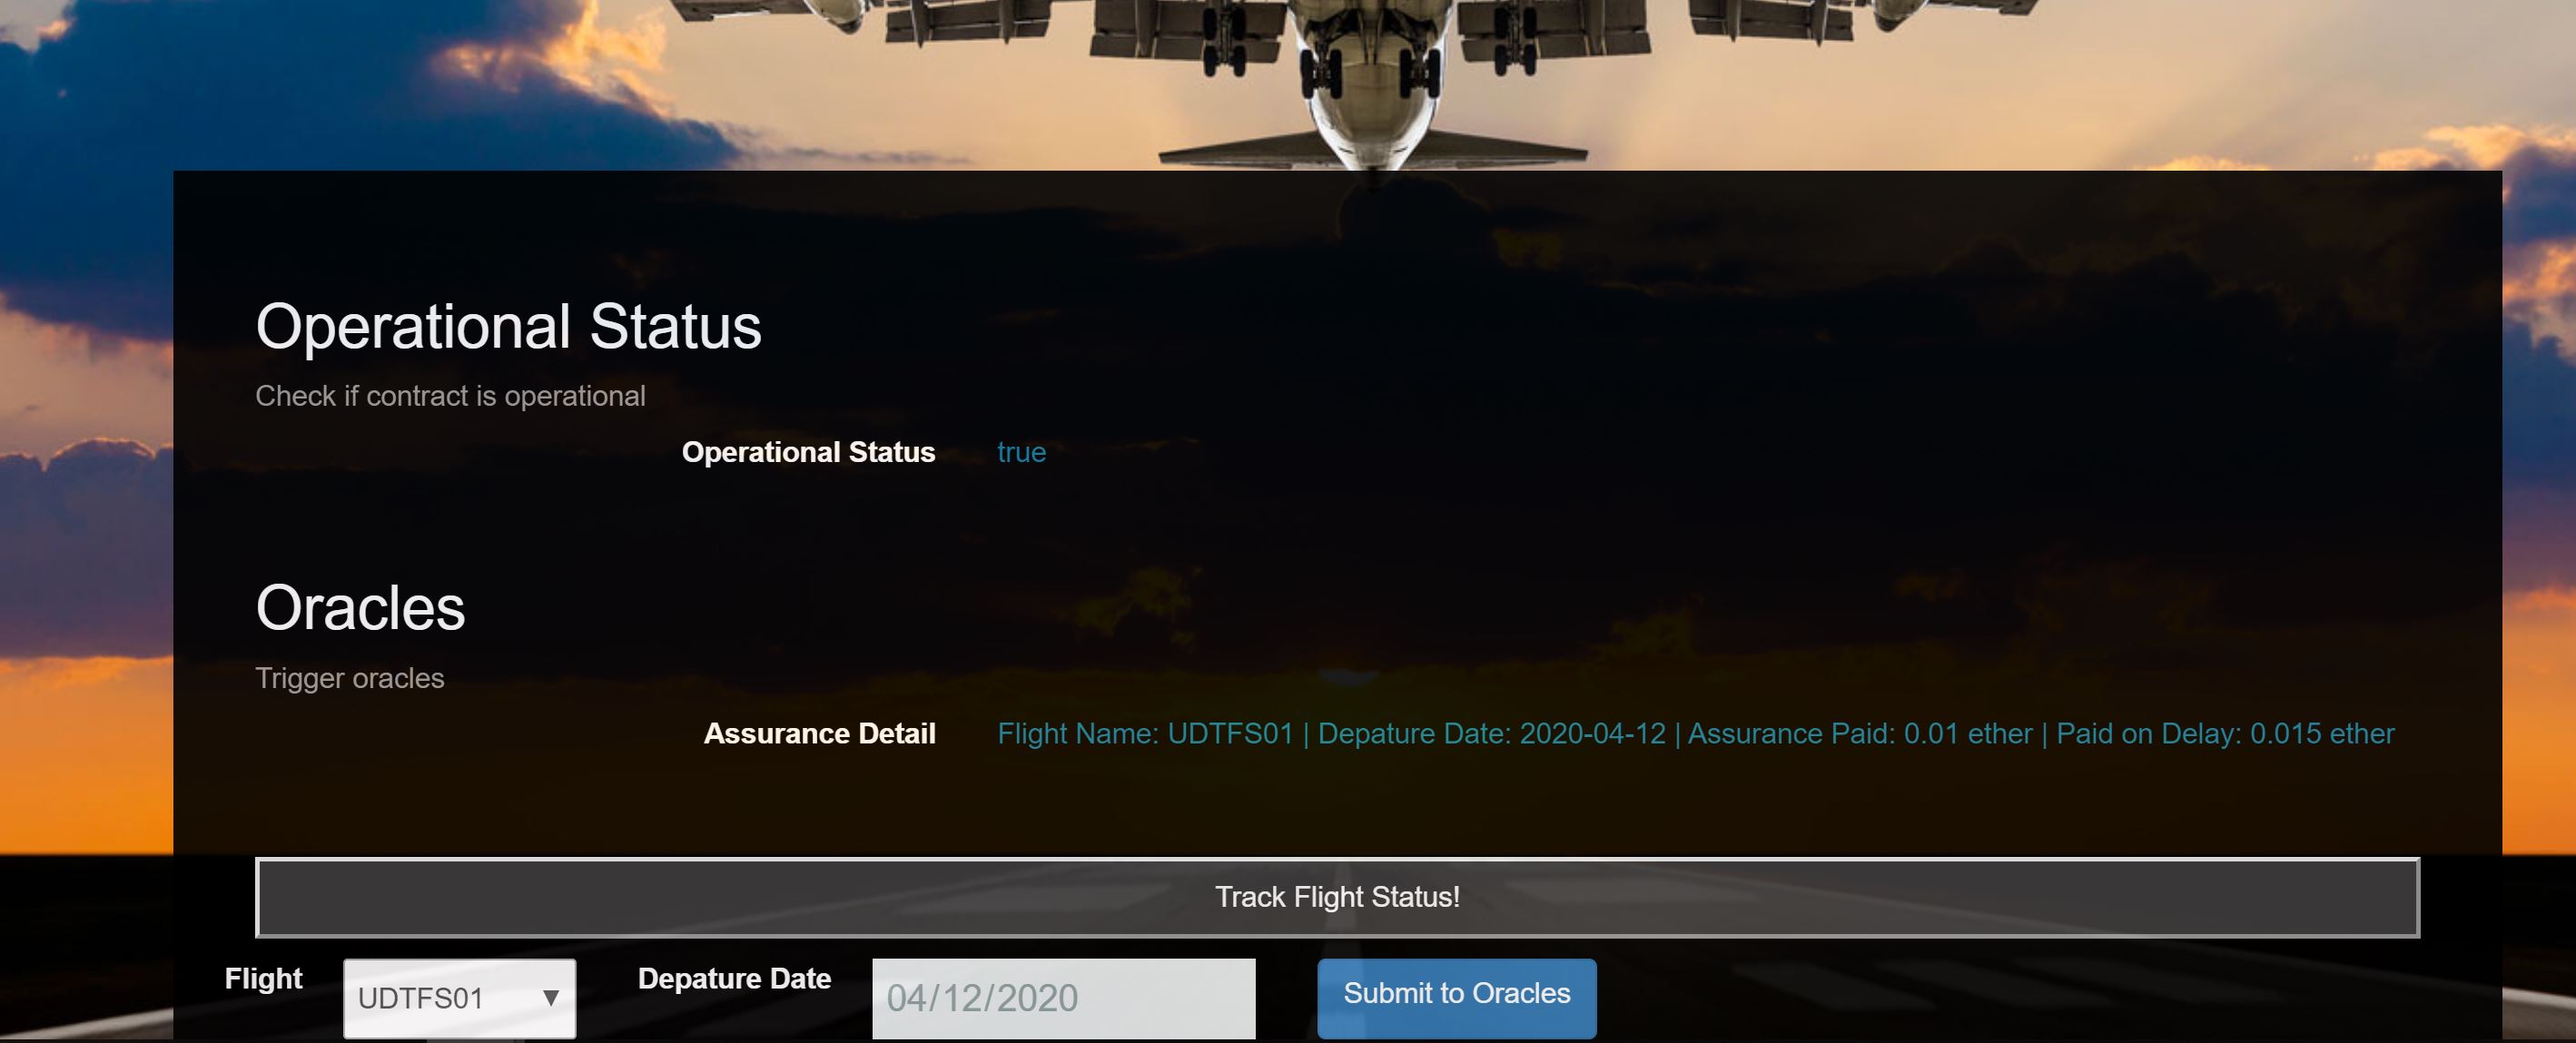 Operational Status
Check if contract is operational
Operational Status true
Oracles
Trigger oracles
Assurance Detail Flight Name: UDTFS01 | Depature Date: 2020-04-12 | Assurance Paid: 0.01 ether | Paid on Delay: 0.015 ether
Track Flight Status!
Flight UDTFS01 ▼ Depature Date 04/12/2020 Submit to Oracles